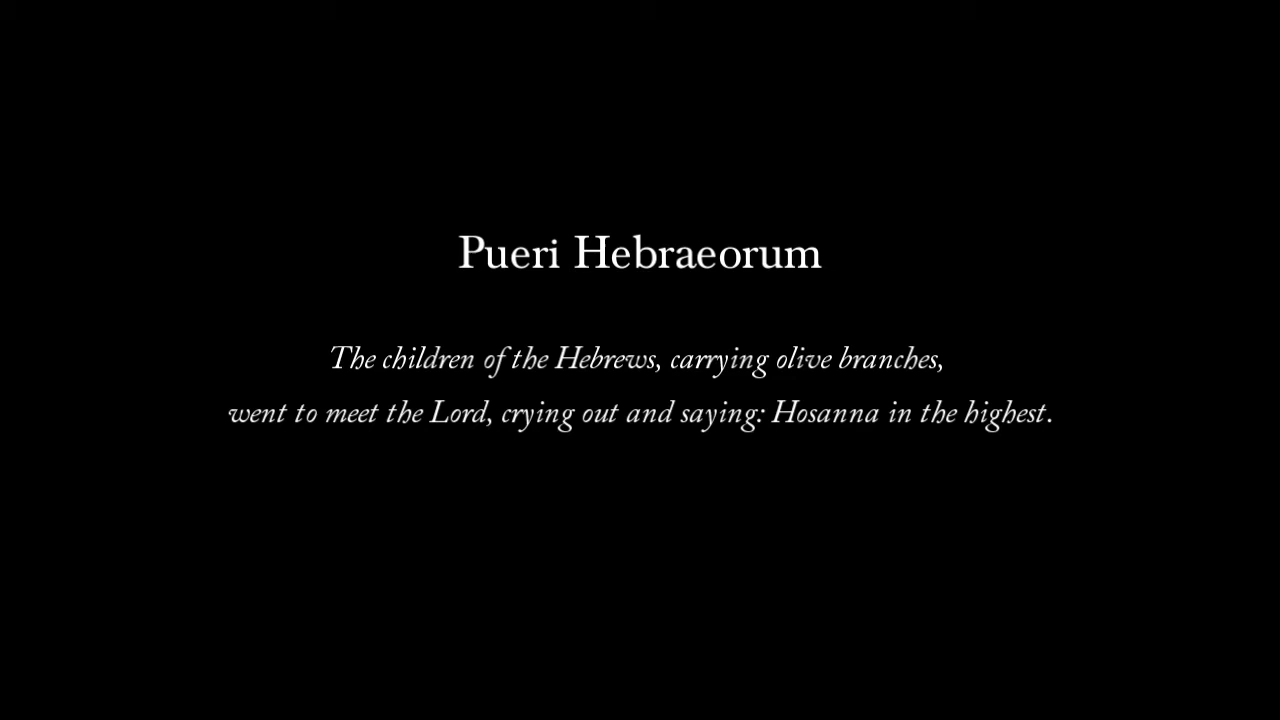 Pueri Hebraeorum
The children of the Hebrews, carrying olive branches,
went to meet the Lord, crying out and saying: Hosanna in the highest.